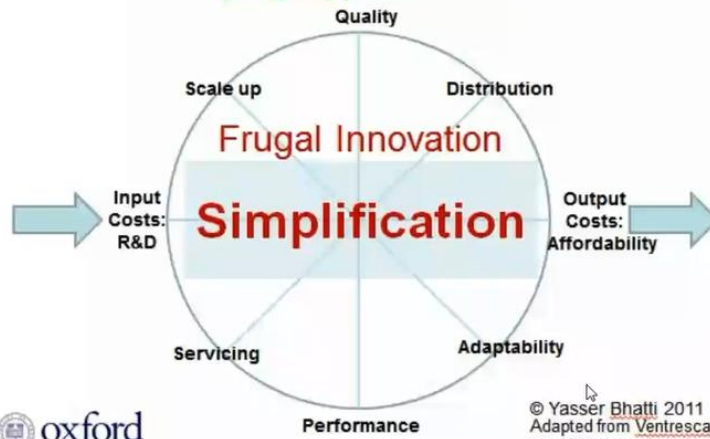 Quality
Scale up
Distribution
Frugal Innovation
Input
Costs:
R&D
Simplification
Output
Costs:
Affordability
Servicing
Adaptability
Performance
oxford
© Yasser Bhatti 2011
Adapted from Ventresca